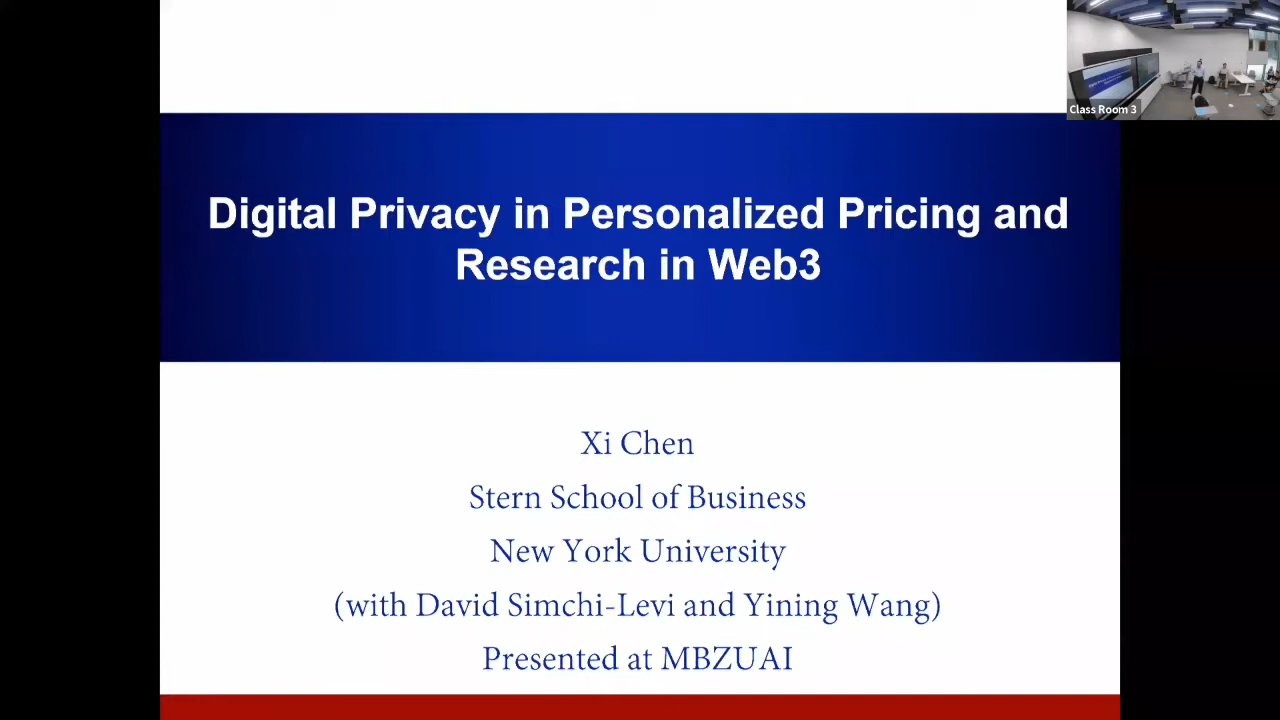 Class Room 3
Digital Privacy in Personalized Pricing and
Research in Web3
Xi Chen
Stern School of Business
New York University
(with David Simchi-Levi and Yining Wang)
Presented at MBZUAI